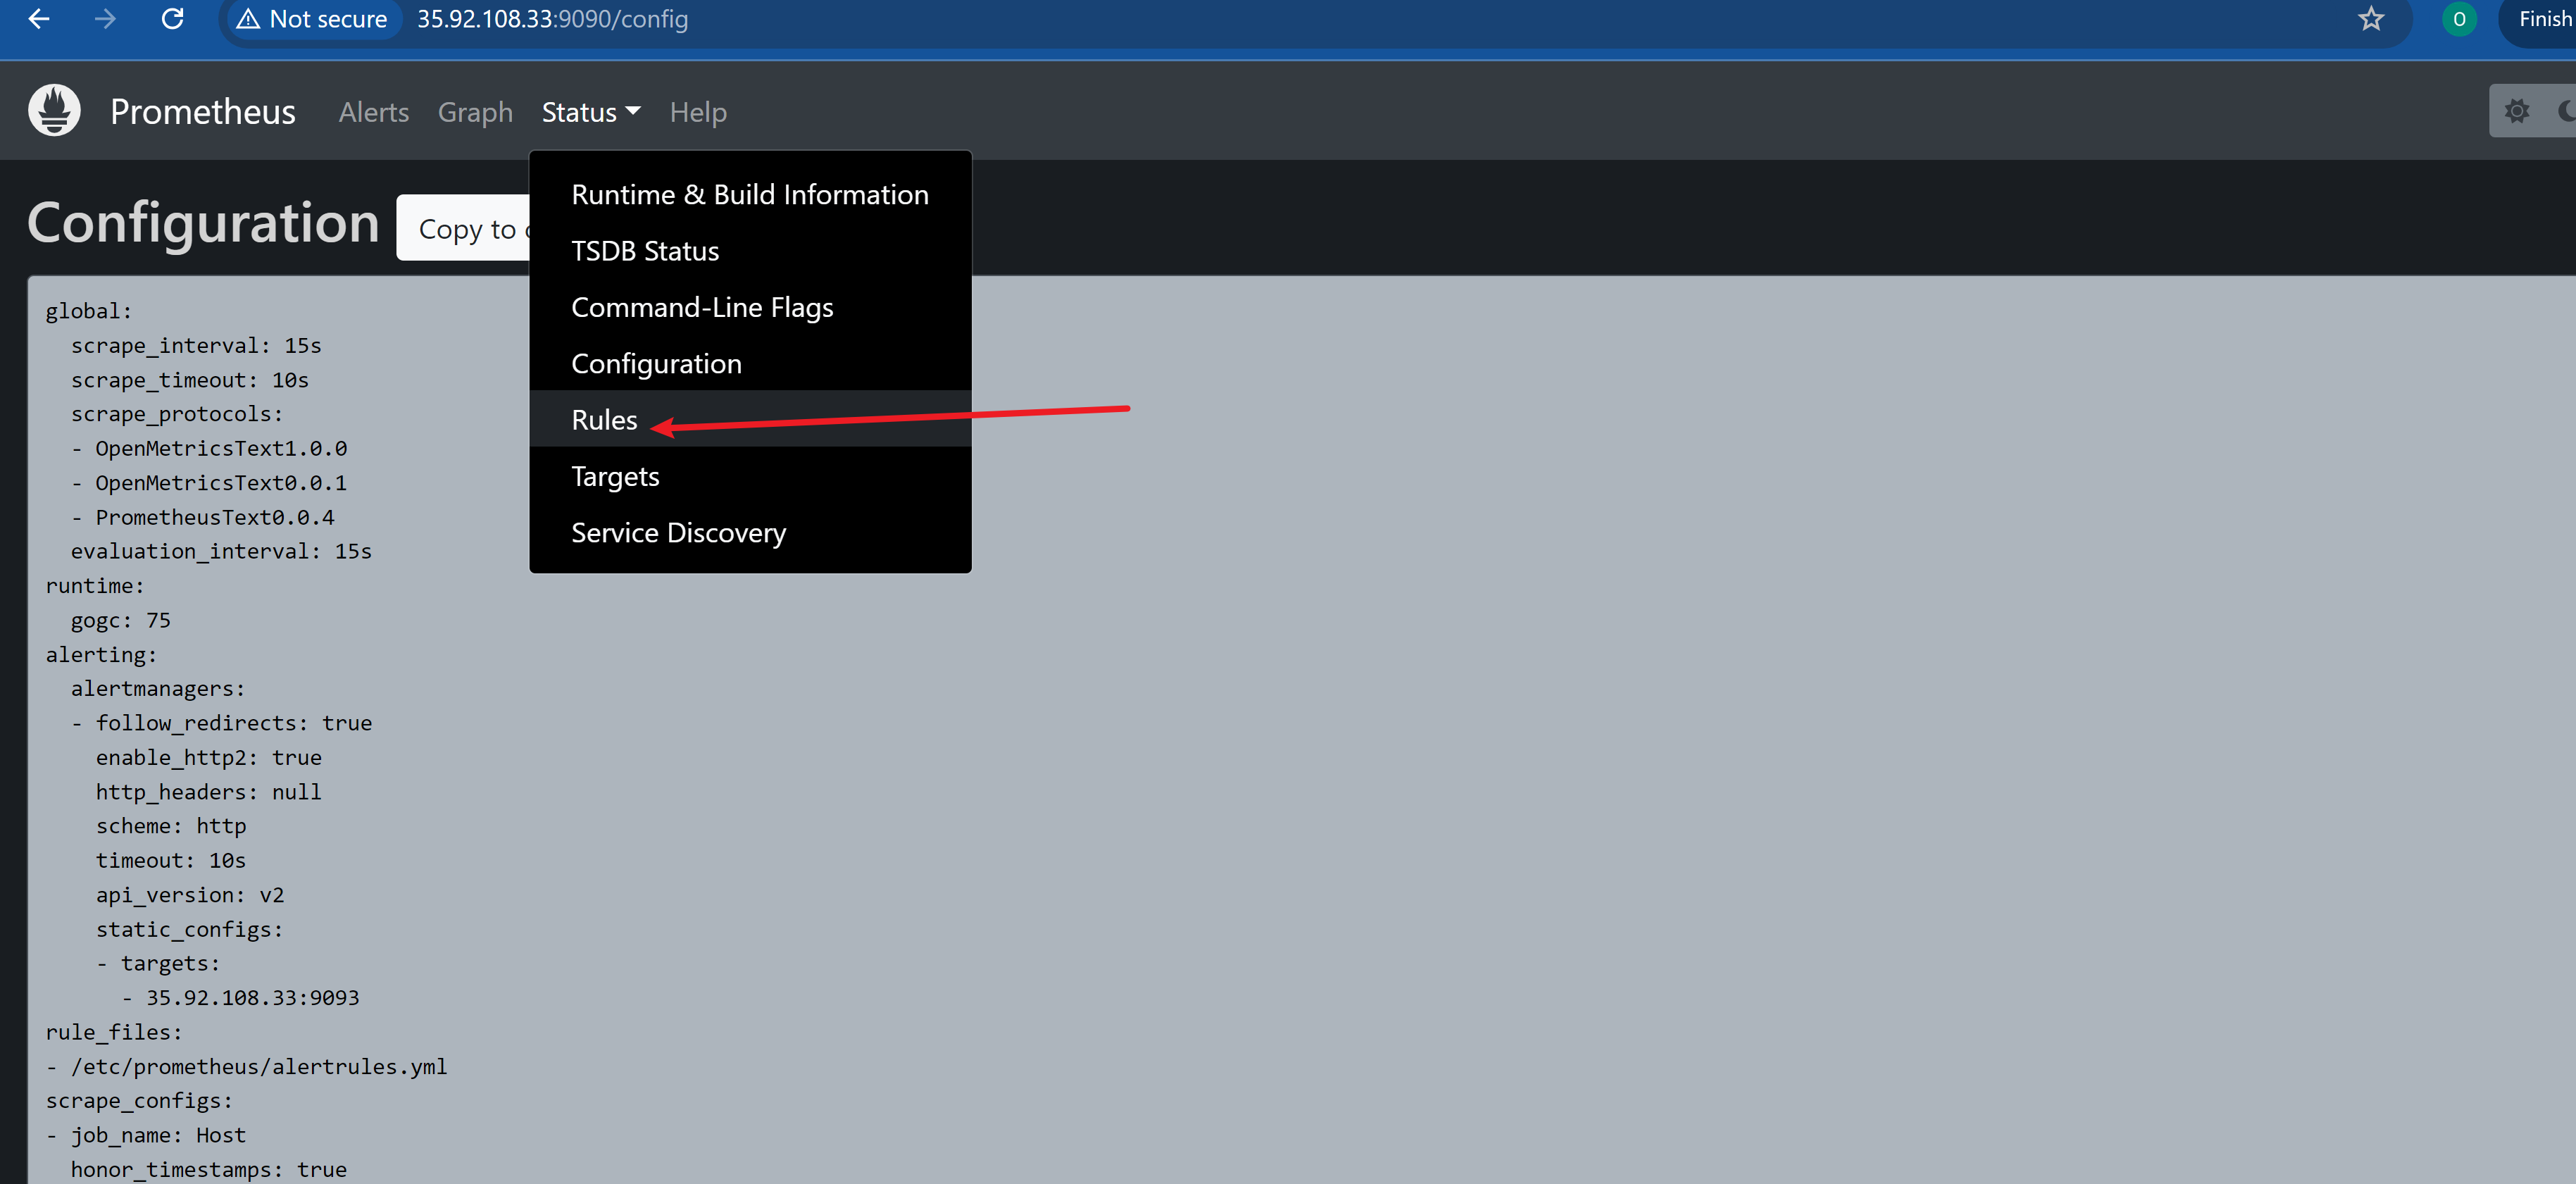 Not secure 35.92.108.33:9090/config O Finish
Prometheus Alerts Graph Status Help
Configuration Copy to
Runtime & Build Information
TSDB Status
Command-Line Flags
Configuration
Rules
Targets
Service Discovery
global:
scrape_interval: 15s
scrape_timeout: 10s
scrape_protocols:
- OpenMetricsText1.0.0
- OpenMetricsText0.0.1
- PrometheusText0.0.4
evaluation_interval: 15s
runtime:
gogc: 75
alerting:
alertmanagers:
- follow_redirects: true
enable_http2: true
http_headers: null
scheme: http
timeout: 10s
api_version: v2
static_configs:
- targets:
- 35.92.108.33:9093
rule_files:
- /etc/prometheus/alertrules.yml
scrape_configs:
- job_name: Host
honor_timestamps: true